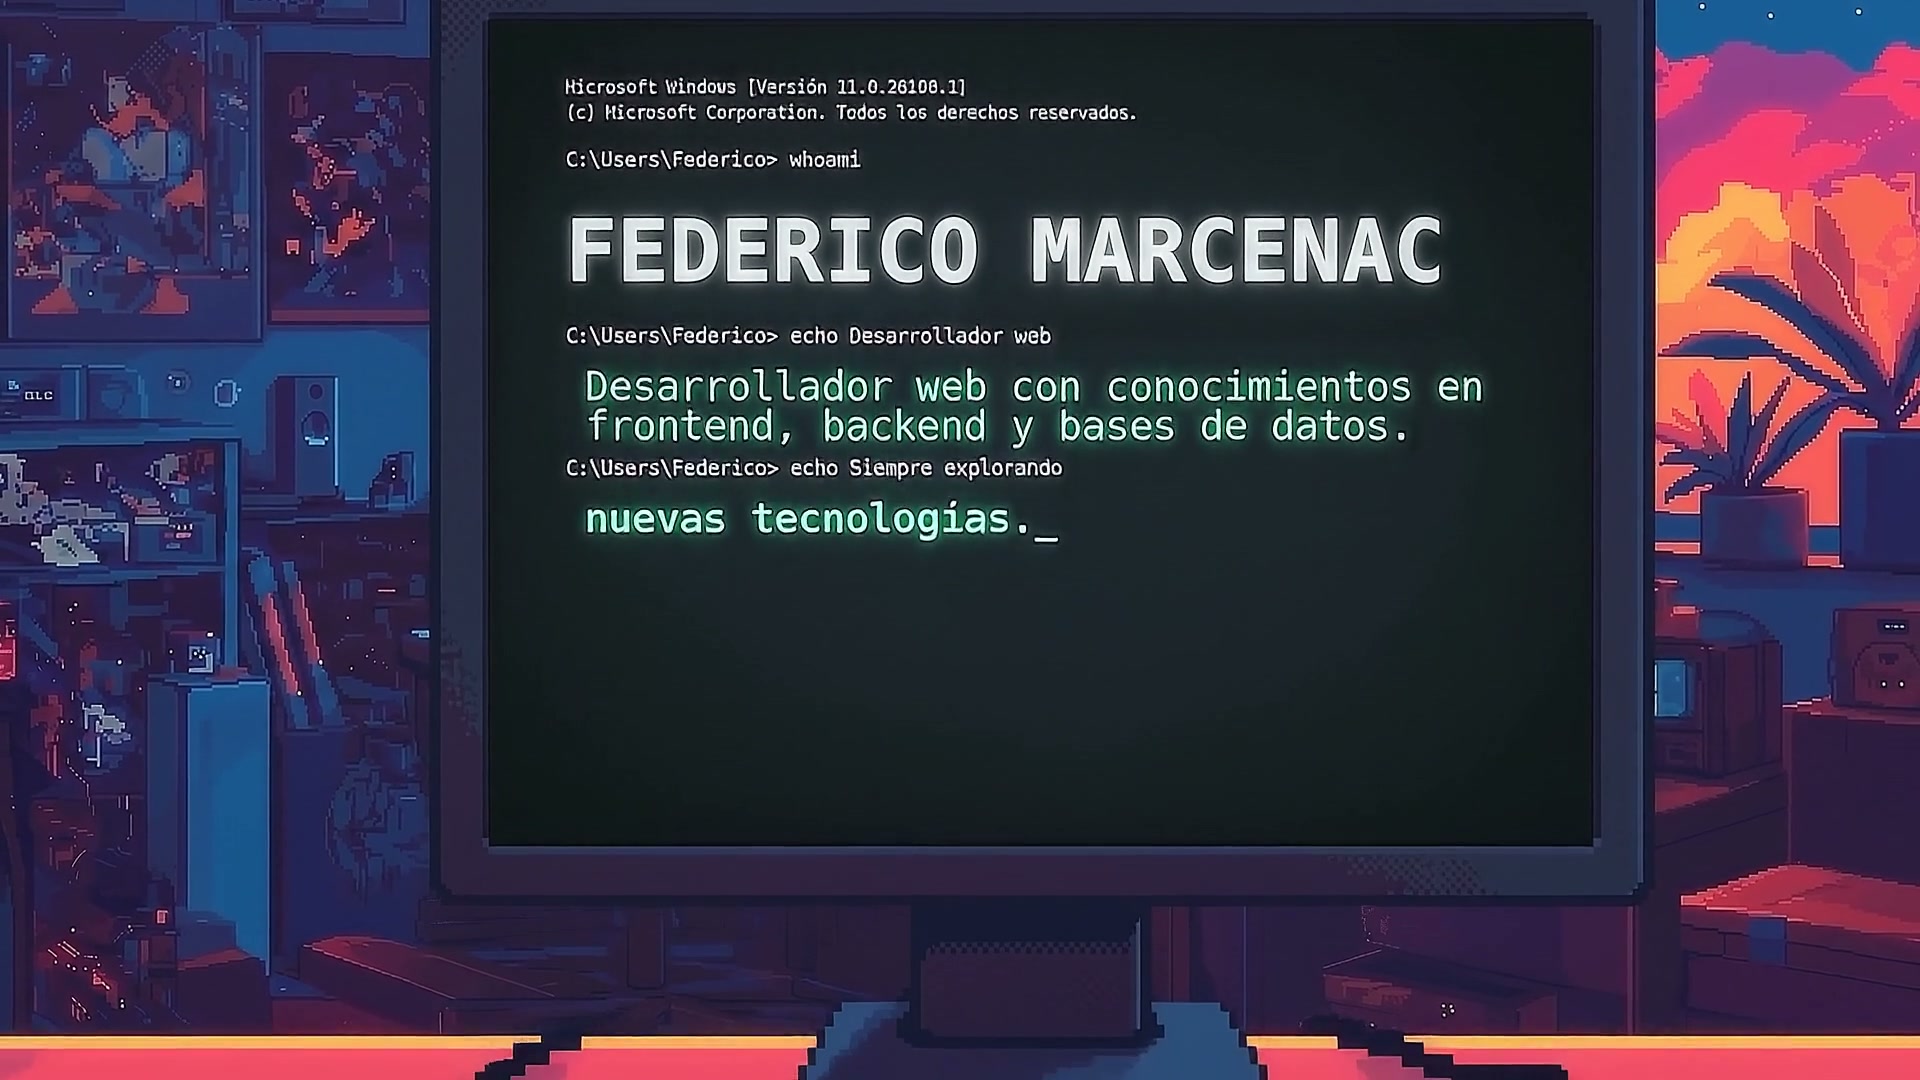 Microsoft Windows [Versión 11.0.26108.1]
(c) Microsoft Corporation. Todos los derechos reservados.
C:\Users\Federico> whoami
FEDERICO MARCENAC
C:\Users\Federico> echo Desarrollador web
Desarrollador web con conocimientos en
frontend, backend y bases de datos.
C:\Users\Federico> echo Siempre explorando
nuevas tecnologías._